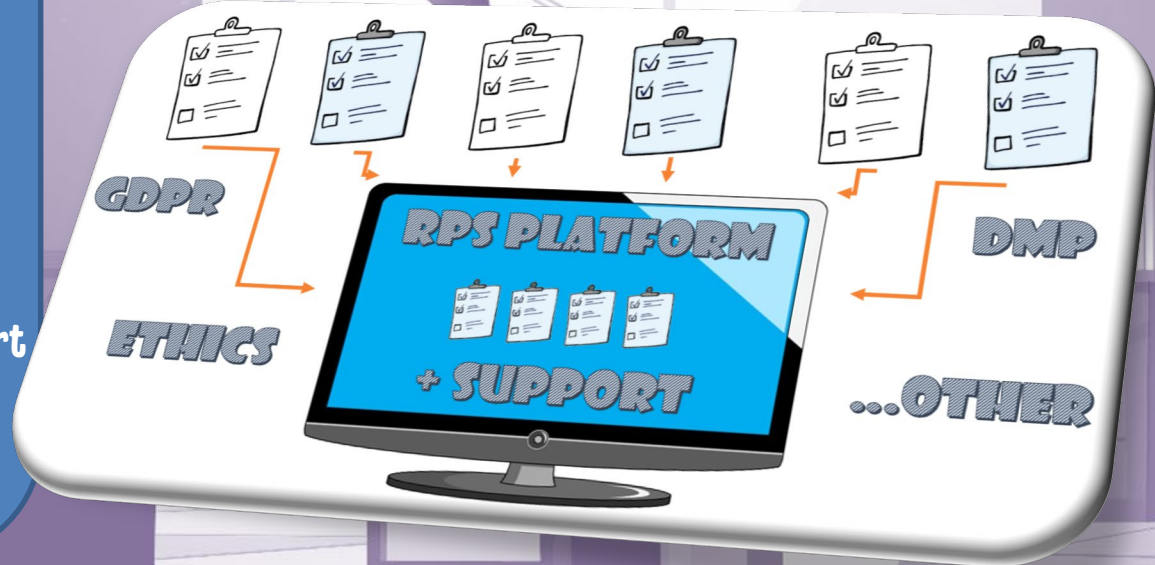 GDPR
RPS PLATFORM
DMP
ETHICS
+ SUPPORT
...OTHER